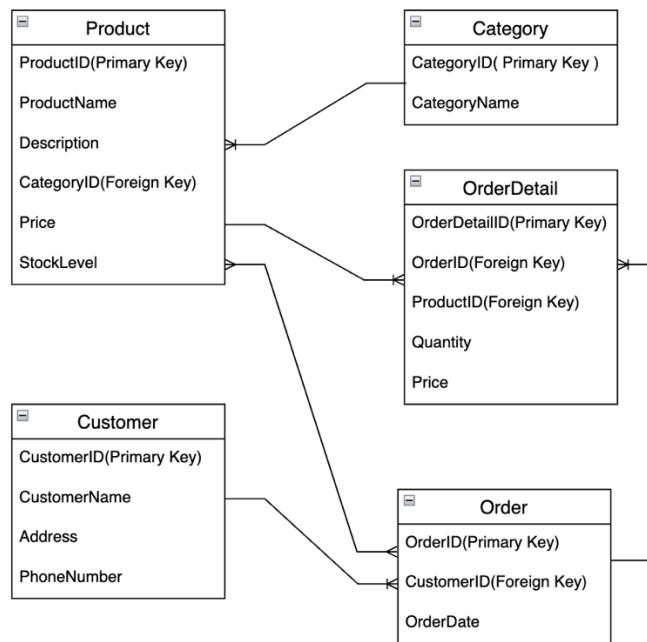 Product
ProductID(Primary Key)
ProductName
Description
CategoryID(Foreign Key)
Price
StockLevel
Category
CategoryID( Primary Key )
CategoryName
OrderDetail
OrderDetailID(Primary Key)
OrderID(Foreign Key)
ProductID(Foreign Key)
Quantity
Price
Customer
CustomerID(Primary Key)
CustomerName
Address
PhoneNumber
Order
OrderID(Primary Key)
CustomerID(Foreign Key)
OrderDate